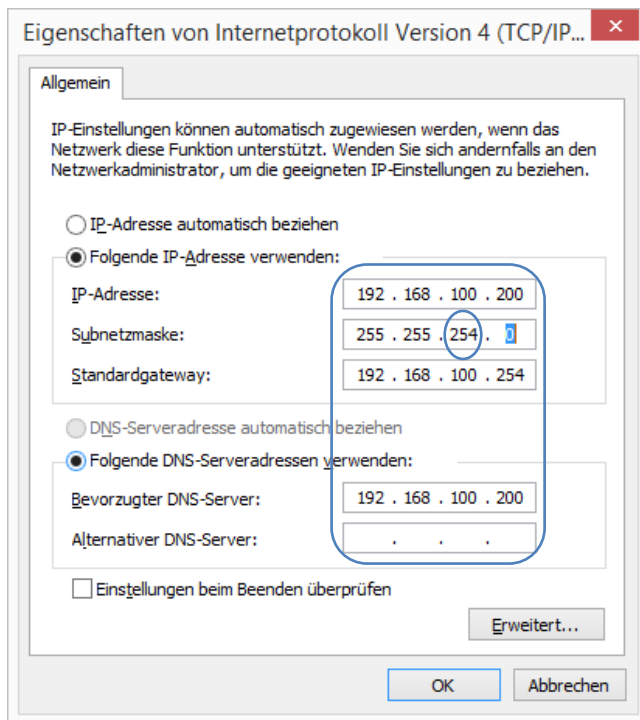 Eigenschaften von Internetprotokoll Version 4 (TCP/IP...
Allgemein
IP-Einstellungen können automatisch zugewiesen werden, wenn das
Netzwerk diese Funktion unterstützt. Wenden Sie sich andernfalls an den
Netzwerkadministrator, um die geeigneten IP-Einstellungen zu beziehen.
IP-Adresse automatisch beziehen
Folgende IP-Adresse verwenden:
IP-Adresse: 192 . 168 . 100 . 200
Subnetzmaske: 255 . 255 . 254 . 0
Standardgateway: 192 . 168 . 100 . 254
DNS-Serveradresse automatisch beziehen
Folgende DNS-Serveradressen verwenden:
Bevorzugter DNS-Server: 192 . 168 . 100 . 200
Alternativer DNS-Server: . . .
Einstellungen beim Beenden überprüfen
Erweitert...
OK Abbrechen